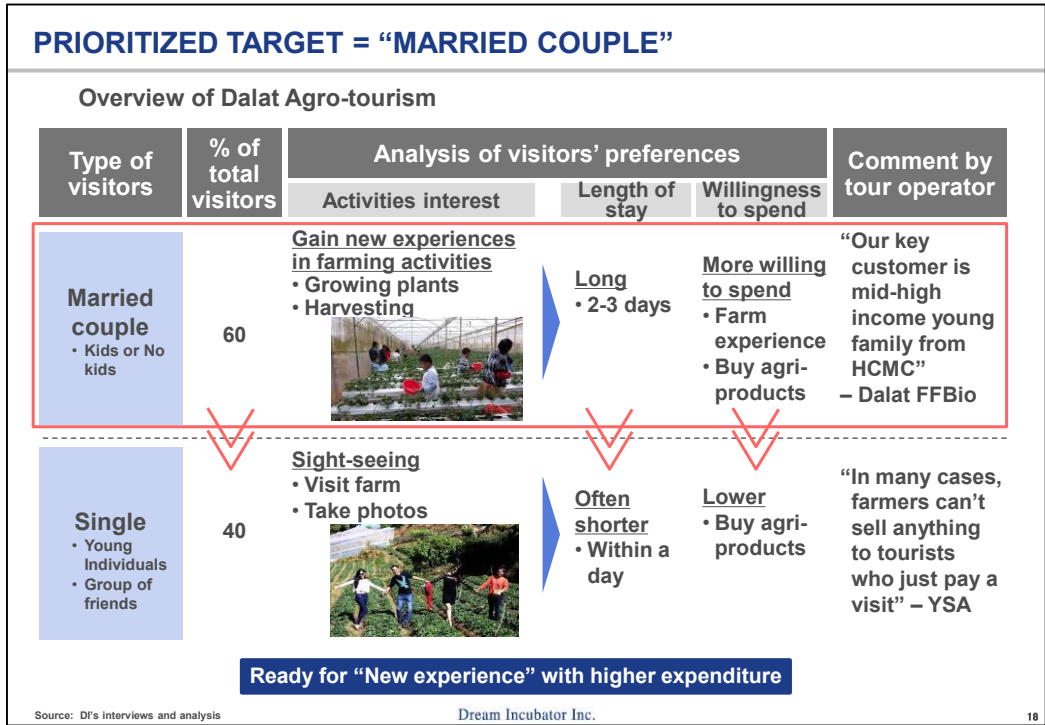 PRIORITIZED TARGET = “MARRIED COUPLE”
Overview of Dalat Agro-tourism
Type of
visitors
% of
total
visitors
Analysis of visitors’ preferences
Activities interest
Length of
stay
Willingness
to spend
Comment by
tour operator
Married
couple
• Kids or No
kids
60
Gain new experiences
in farming activities
• Growing plants
• Harvesting
Long
• 2-3 days
More willing
to spend
• Farm
experience
• Buy agri-
products
“Our key
customer is
mid-high
income young
family from
HCMC”
– Dalat FFBio
Single
• Young
Individuals
• Group of
friends
40
Sight-seeing
• Visit farm
• Take photos
Often
shorter
• Within a
day
Lower
• Buy agri-
products
“In many cases,
farmers can’t
sell anything
to tourists
who just pay a
visit” – YSA
Ready for “New experience” with higher expenditure
Source: DI’s interviews and analysis
Dream Incubator Inc.
18